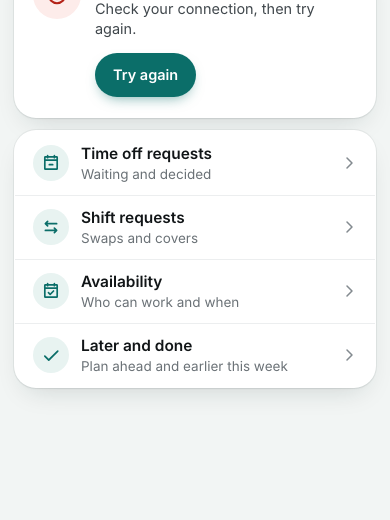 Check your connection, then try
again.
Try again
Time off requests
Waiting and decided
Shift requests
Swaps and covers
Availability
Who can work and when
Later and done
Plan ahead and earlier this week